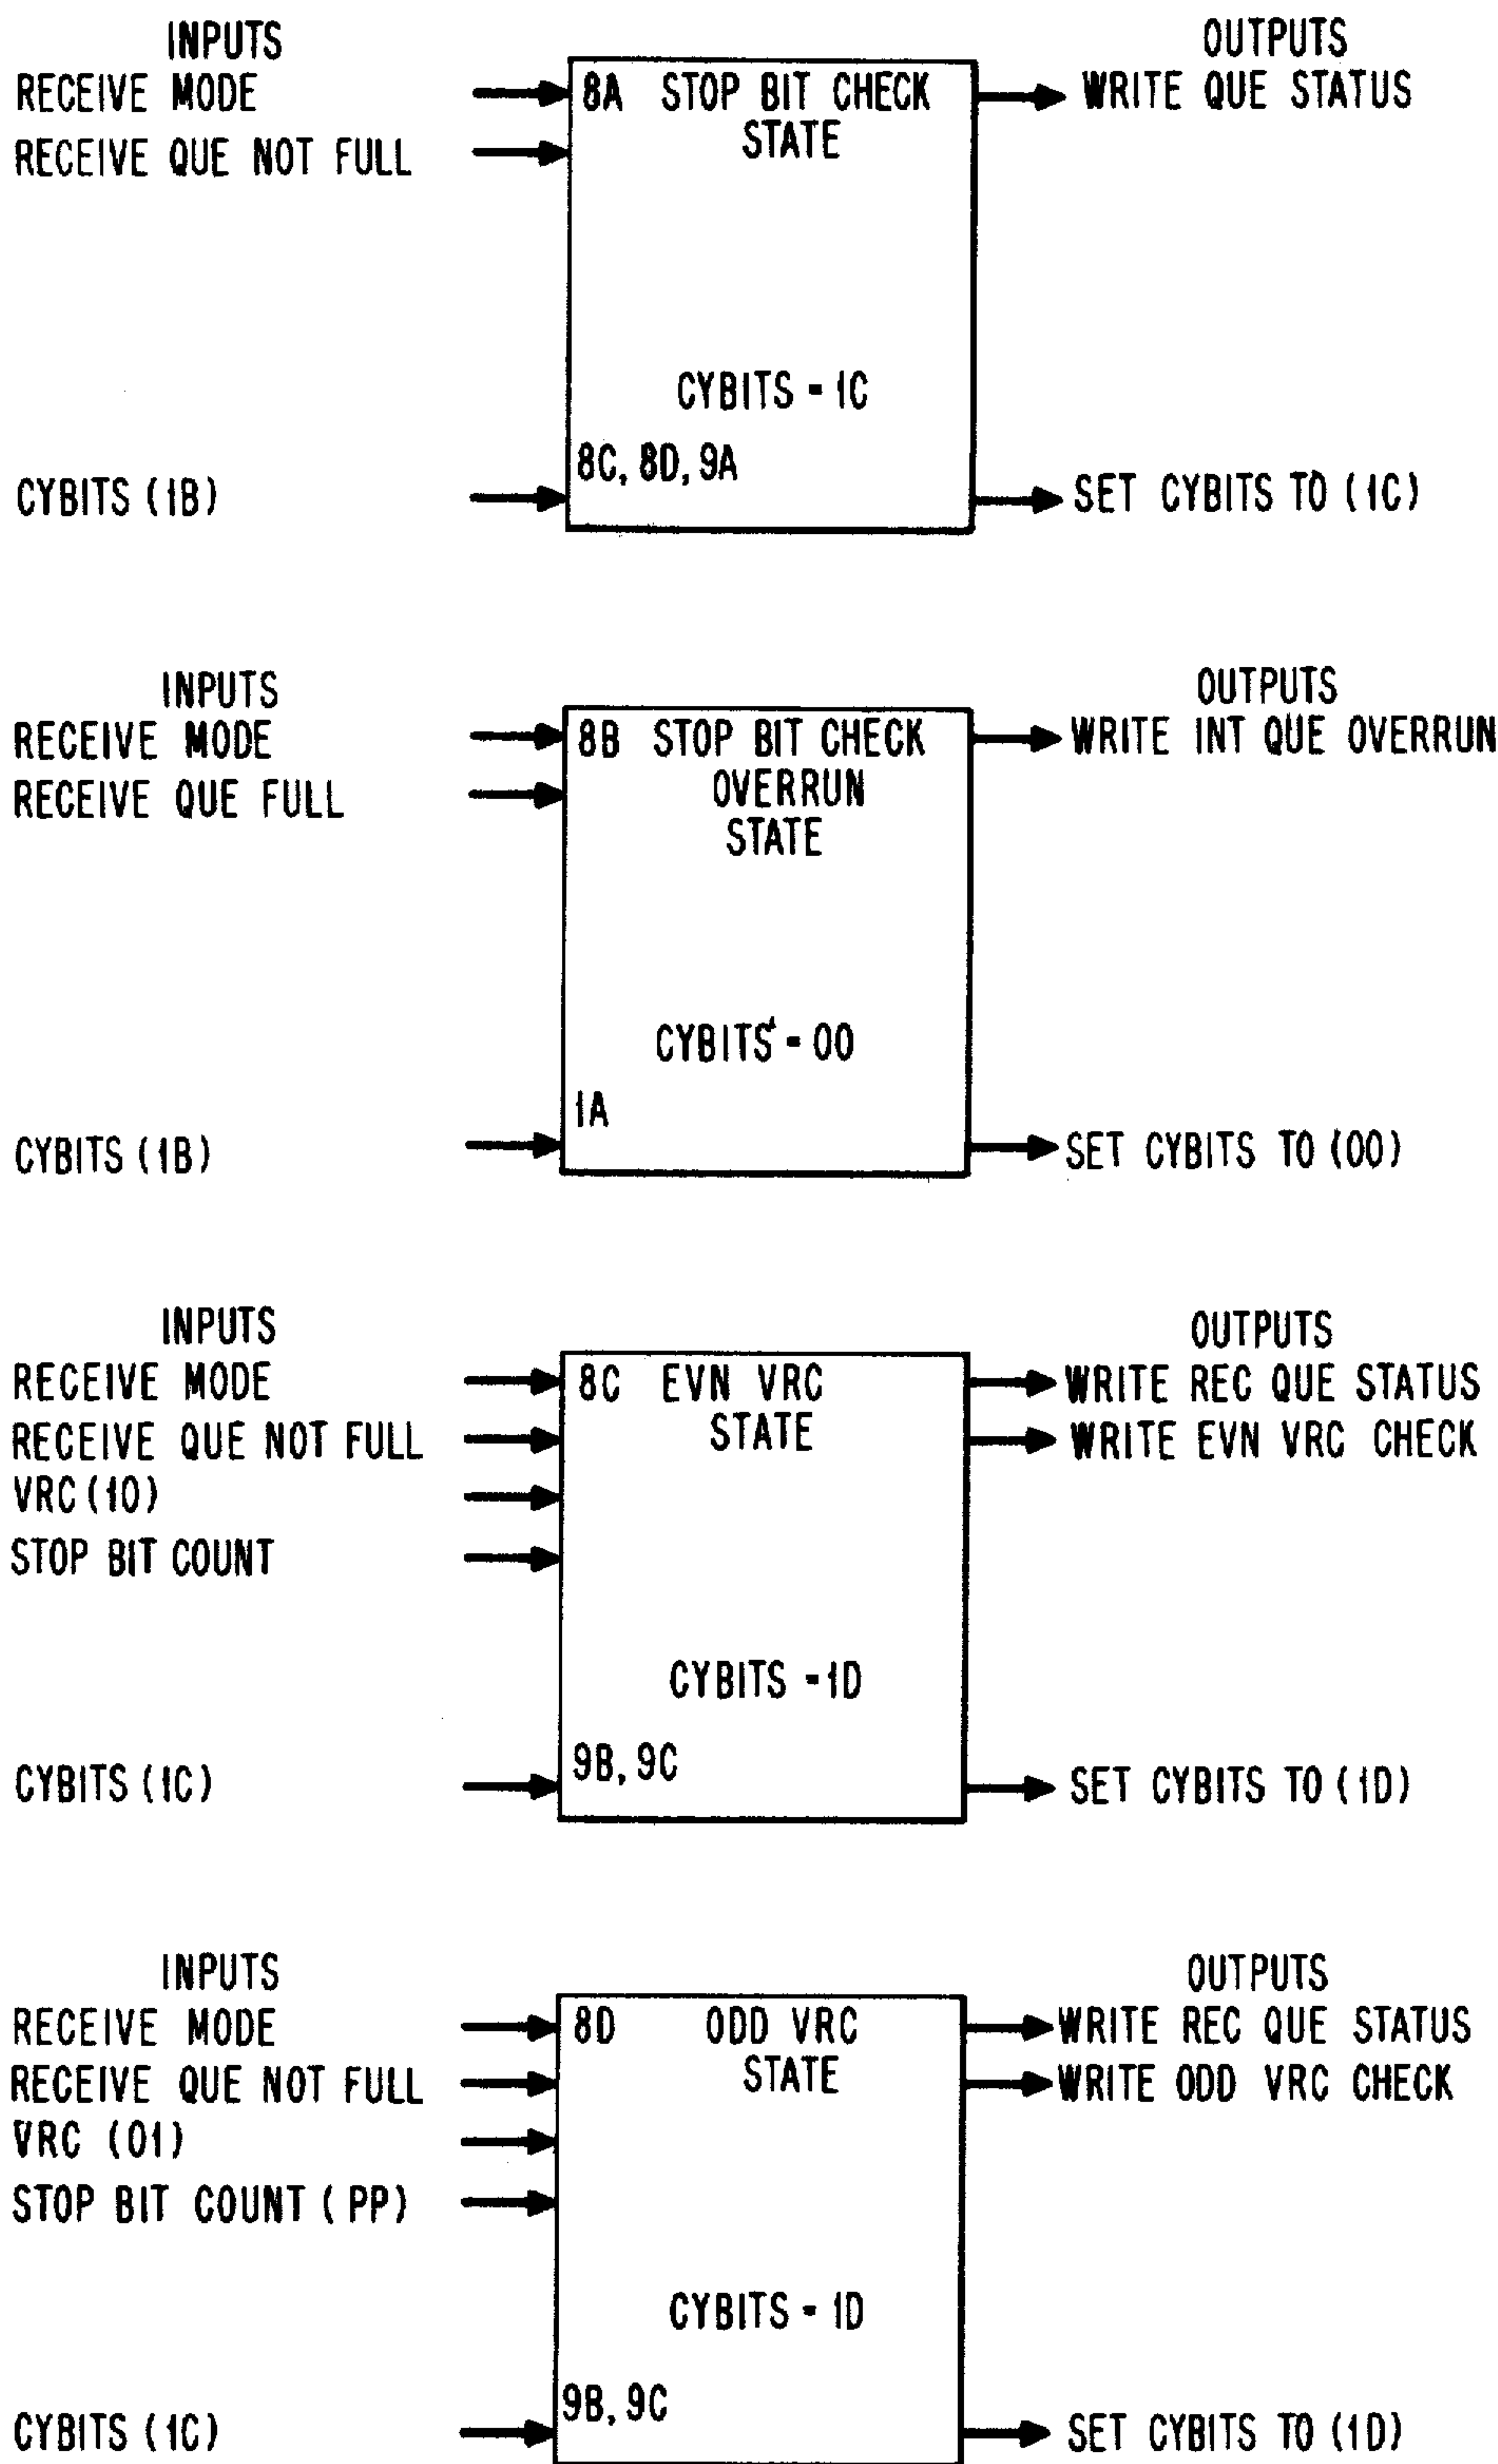 INPUTS
OUTPUTS
RECEIVE MODE
8A STOP BIT CHECK
WRITE QUE STATUS
RECEIVE QUE NOT FULL
STATE
CYBITS - 1C
8C, 8D, 9A
CYBITS (1B)
SET CYBITS TO (1C)
INPUTS
OUTPUTS
RECEIVE MODE
8B STOP BIT CHECK
WRITE INT QUE OVERRUN
RECEIVE QUE FULL
OVERRUN
STATE
CYBITS - 00
1A
CYBITS (1B)
SET CYBITS TO (00)
INPUTS
OUTPUTS
RECEIVE MODE
8C EVN VRC
WRITE REC QUE STATUS
RECEIVE QUE NOT FULL
STATE
WRITE EVN VRC CHECK
VRC (10)
STOP BIT COUNT
CYBITS - 1D
9B, 9C
CYBITS (1C)
SET CYBITS TO (1D)
INPUTS
OUTPUTS
RECEIVE MODE
8D ODD VRC
WRITE REC QUE STATUS
RECEIVE QUE NOT FULL
STATE
WRITE ODD VRC CHECK
VRC (01)
STOP BIT COUNT (PP)
CYBITS - 1D
9B, 9C
CYBITS (1C)
SET CYBITS TO (1D)